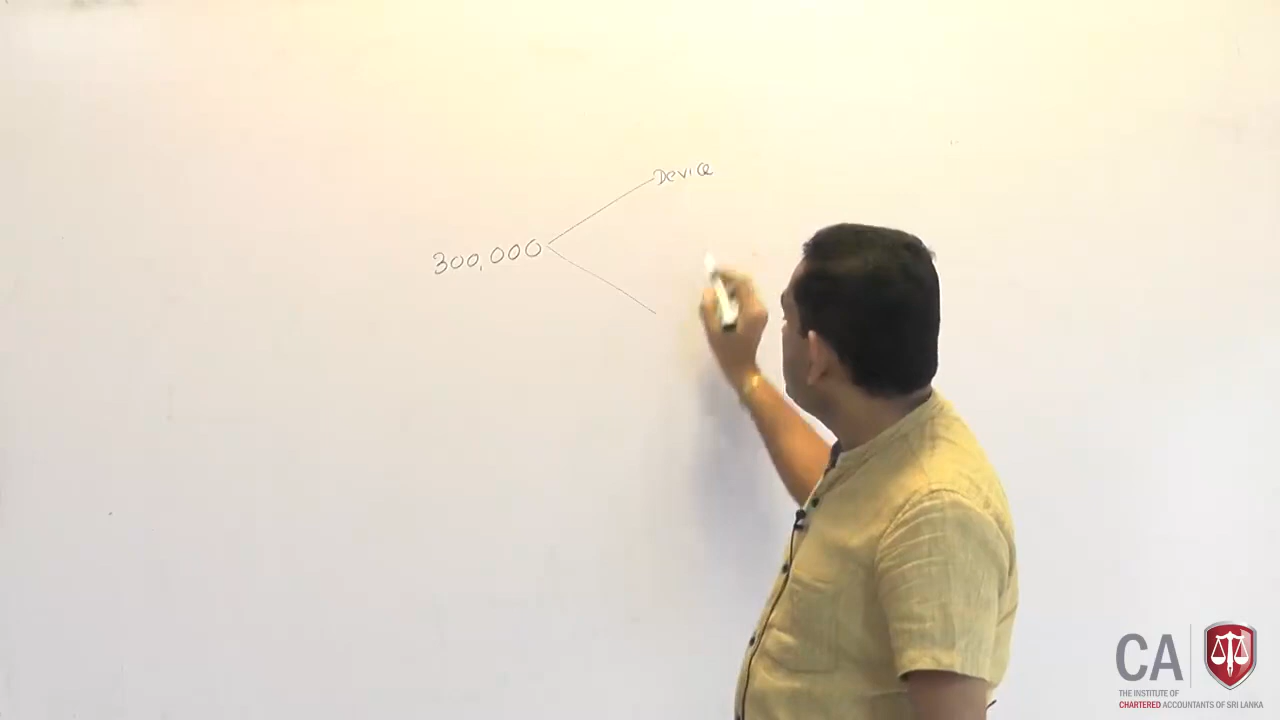 Device
300,000
CA
THE INSTITUTE OF
CHARTERED ACCOUNTANTS OF SRI LANKA